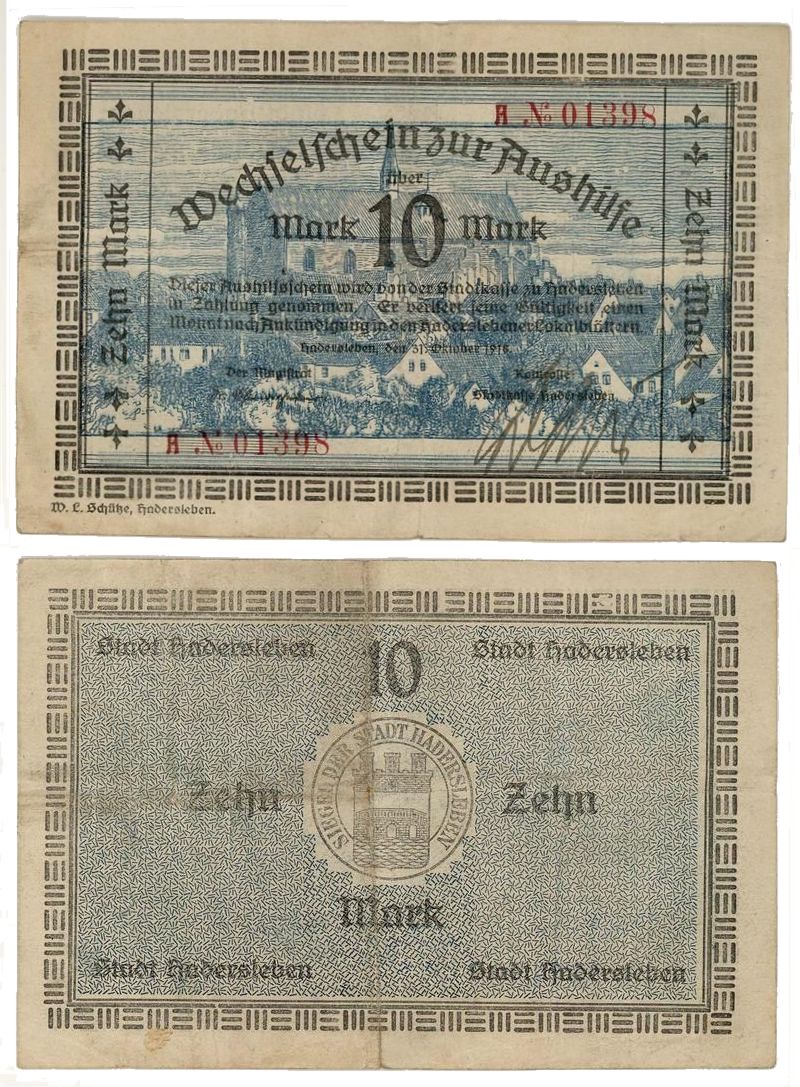 A № 01398
Wechselschein zur Aushilfe
über
Mark 10 Mark
Dieser Aushilfsschein wird von der Stadtkasse zu Hadersleben
in Zahlung genommen. Er verliert seine Gültigkeit einen
Monat nach Ankündigung in den Haderslebener Lokalblättern.
Hadersleben, den 31. Oktober 1918.
Der Magistrat
Stadtkasse Hadersleben
A № 01398
Zehn Mark
Zehn Mark
W. L. Schütze, Hadersleben.
Stadt Hadersleben
10
Stadt Hadersleben
SIEGEL DER STADT HADERSLEBEN
Zehn
Zehn
Mark
Stadt Hadersleben
Stadt Hadersleben